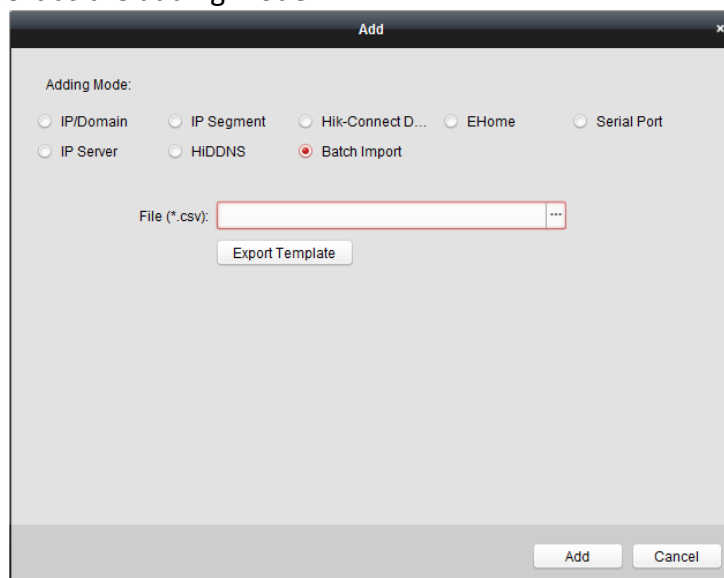 Add
×
Adding Mode:
IP/Domain IP Segment Hik-Connect D... EHome Serial Port
IP Server HiDDNS Batch Import
File (*.csv): ...
Export Template
Add Cancel